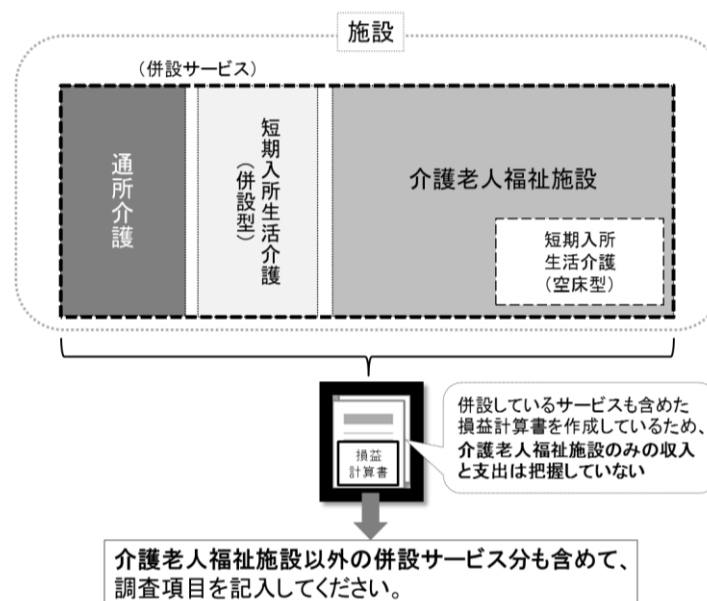 施設
（併設サービス）
通所介護
短期入所生活介護
（併設型）
介護老人福祉施設
短期入所
生活介護
（空床型）
損益
計算書
併設しているサービスも含めた
損益計算書を作成しているため、
介護老人福祉施設のみの収入
と支出は把握していない
介護老人福祉施設以外の併設サービス分も含めて、
調査項目を記入してください。